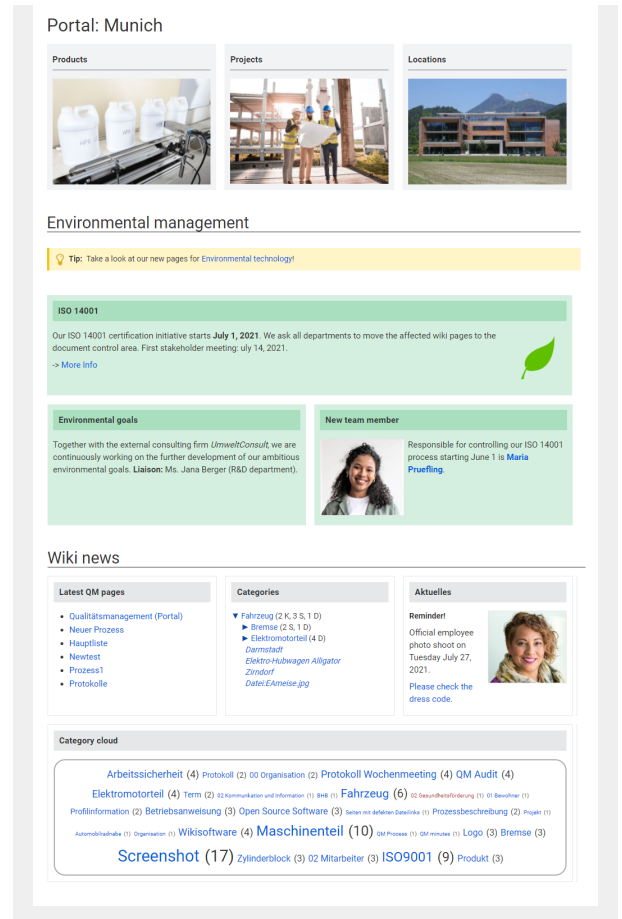 Portal: Munich
Products
Projects
Locations
Environmental management
Tip: Take a look at our new pages for Environmental technology!
ISO 14001
Our ISO 14001 certification initiative starts July 1, 2021. We ask all departments to move the affected wiki pages to the
document control area. First stakeholder meeting: uly 14, 2021.
-> More Info
Environmental goals
Together with the external consulting firm UmweltConsult, we are
continuously working on the further development of our ambitious
environmental goals. Liaison: Ms. Jana Berger (R&D department).
New team member
Responsible for controlling our ISO 14001
process starting June 1 is Maria
Pruefling.
Wiki news
Latest QM pages
Qualitätsmanagement (Portal)
Neuer Prozess
Hauptliste
Newtest
Prozess1
Protokolle
Categories
▼ Fahrzeug (2 K, 3 S, 1 D)
► Bremse (2 S, 1 D)
► Elektromotorteil (4 D)
Darmstadt
Elektro-Hubwagen Alligator
Zirndorf
Datei:EAmeise.jpg
Aktuelles
Reminder!
Official employee
photo shoot on
Tuesday July 27,
2021.
Please check the
dress code.
Category cloud
Arbeitssicherheit (4) Protokoll (2) 00 Organisation (2) Protokoll Wochenmeeting (4) QM Audit (4)
Elektromotorteil (4) Term (2) 02 Kommunikation und Information (1) BHB (1) Fahrzeug (6) 02 Gesundheitsförderung (1) 01 Bewohner (1)
Profilinformation (2) Betriebsanweisung (3) Open Source Software (3) Seiten mit defekten Dateilinks (1) Prozessbeschreibung (2) Projekt (1)
Automobilradnabe (1) Organisation (1) Wikisoftware (4) Maschinenteil (10) QM Process (1) QM minutes (1) Logo (3) Bremse (3)
Screenshot (17) Zylinderblock (3) 02 Mitarbeiter (3) ISO9001 (9) Produkt (3)